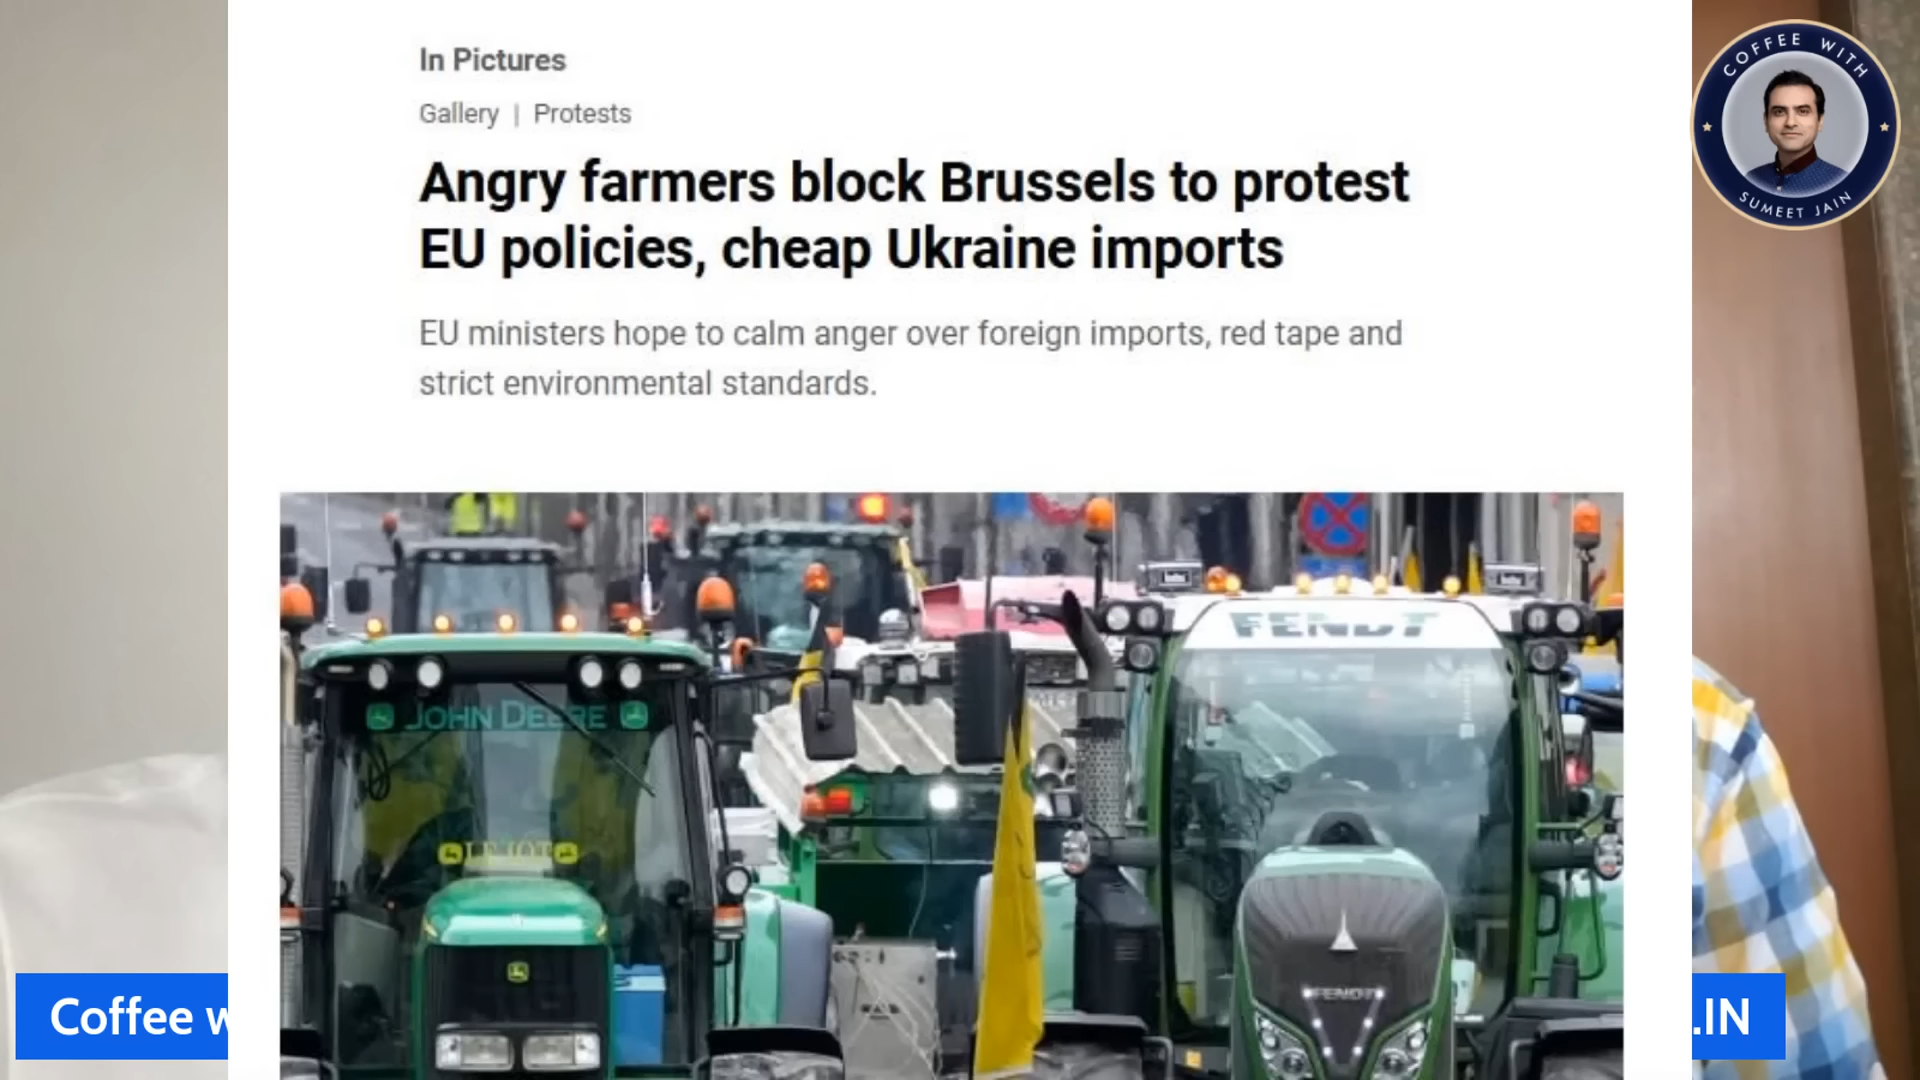 In Pictures
Gallery | Protests
Angry farmers block Brussels to protest
EU policies, cheap Ukraine imports
EU ministers hope to calm anger over foreign imports, red tape and
strict environmental standards.
COFFEE WITH
SUMEET JAIN
FENDT
JOHN DEERE
FENDT
Coffee w
.IN